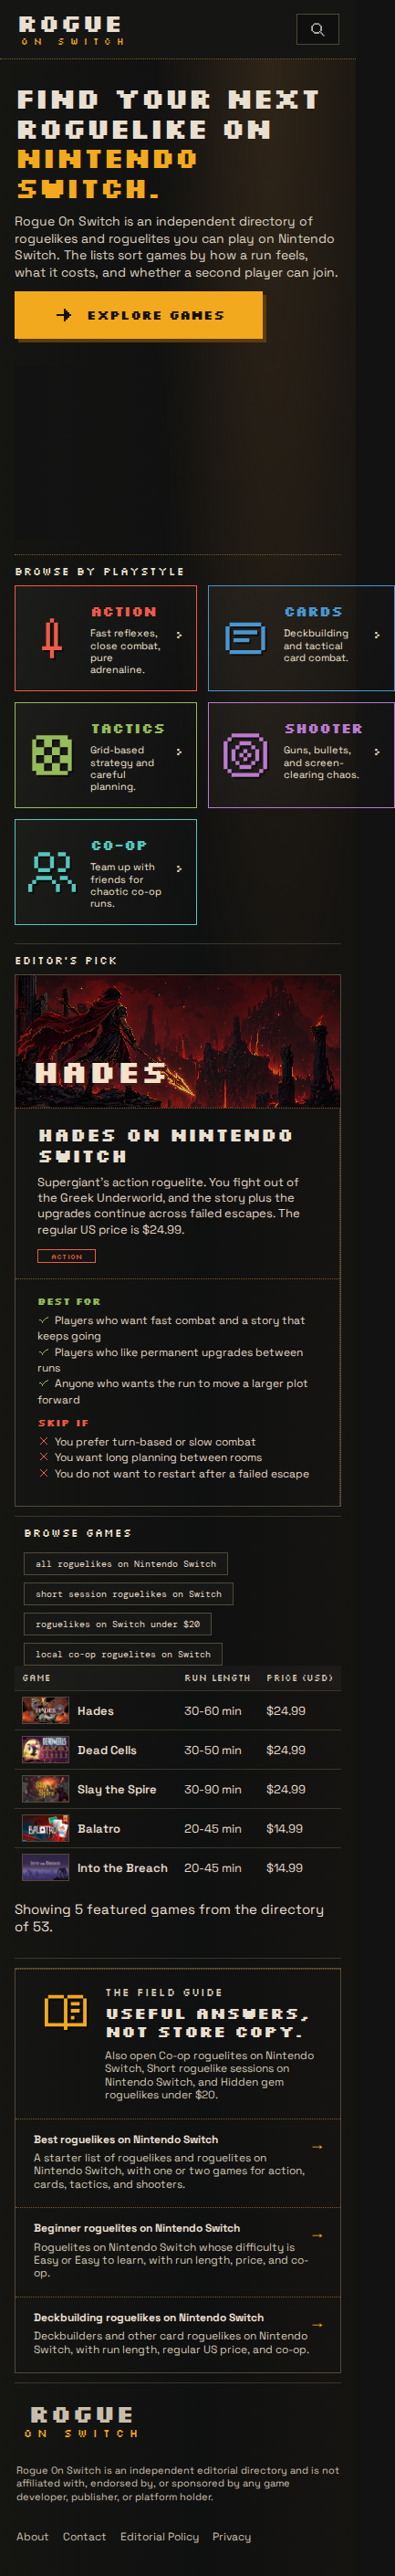 ROGUE
ON SWITCH
FIND YOUR NEXT
ROGUELIKE ON
NINTENDO
SWITCH.
Rogue On Switch is an independent directory of
roguelikes and roguelites you can play on Nintendo
Switch. The lists sort games by how a run feels,
what it costs, and whether a second player can join.
EXPLORE GAMES
BROWSE BY PLAYSTYLE
ACTION
Fast reflexes,
close combat,
pure
adrenaline.
CARDS
Deckbuilding
and tactical
card combat.
TACTICS
Grid-based
strategy and
careful
planning.
SHOOTER
Guns, bullets,
and screen-
clearing chaos.
CO-OP
Team up with
friends for
chaotic co-op
runs.
EDITOR'S PICK
HADES
HADES ON NINTENDO
SWITCH
Supergiant's action roguelite. You fight out of
the Greek Underworld, and the story plus the
upgrades continue across failed escapes. The
regular US price is $24.99.
ACTION
BEST FOR
Players who want fast combat and a story that
keeps going
Players who like permanent upgrades between
runs
Anyone who wants the run to move a larger plot
forward
SKIP IF
You prefer turn-based or slow combat
You want long planning between rooms
You do not want to restart after a failed escape
BROWSE GAMES
all roguelikes on Nintendo Switch
short session roguelikes on Switch
roguelikes on Switch under $20
local co-op roguelites on Switch
GAME RUN LENGTH PRICE (USD)
Hades 30-60 min $24.99
Dead Cells 30-50 min $24.99
Slay the Spire 30-90 min $24.99
Balatro 20-45 min $14.99
Into the Breach 20-45 min $14.99
Showing 5 featured games from the directory
of 53.
THE FIELD GUIDE
USEFUL ANSWERS,
NOT STORE COPY.
Also open Co-op roguelites on Nintendo
Switch, Short roguelike sessions on
Nintendo Switch, and Hidden gem
roguelikes under $20.
Best roguelikes on Nintendo Switch
A starter list of roguelikes and roguelites on
Nintendo Switch, with one or two games for action,
cards, tactics, and shooters.
Beginner roguelites on Nintendo Switch
Roguelites on Nintendo Switch whose difficulty is
Easy or Easy to learn, with run length, price, and co-
op.
Deckbuilding roguelikes on Nintendo Switch
Deckbuilders and other card roguelites on Nintendo
Switch, with run length, regular US price, and co-op.
ROGUE
ON SWITCH
Rogue On Switch is an independent editorial directory and is not
affiliated with, endorsed by, or sponsored by any game
developer, publisher, or platform holder.
About Contact Editorial Policy Privacy